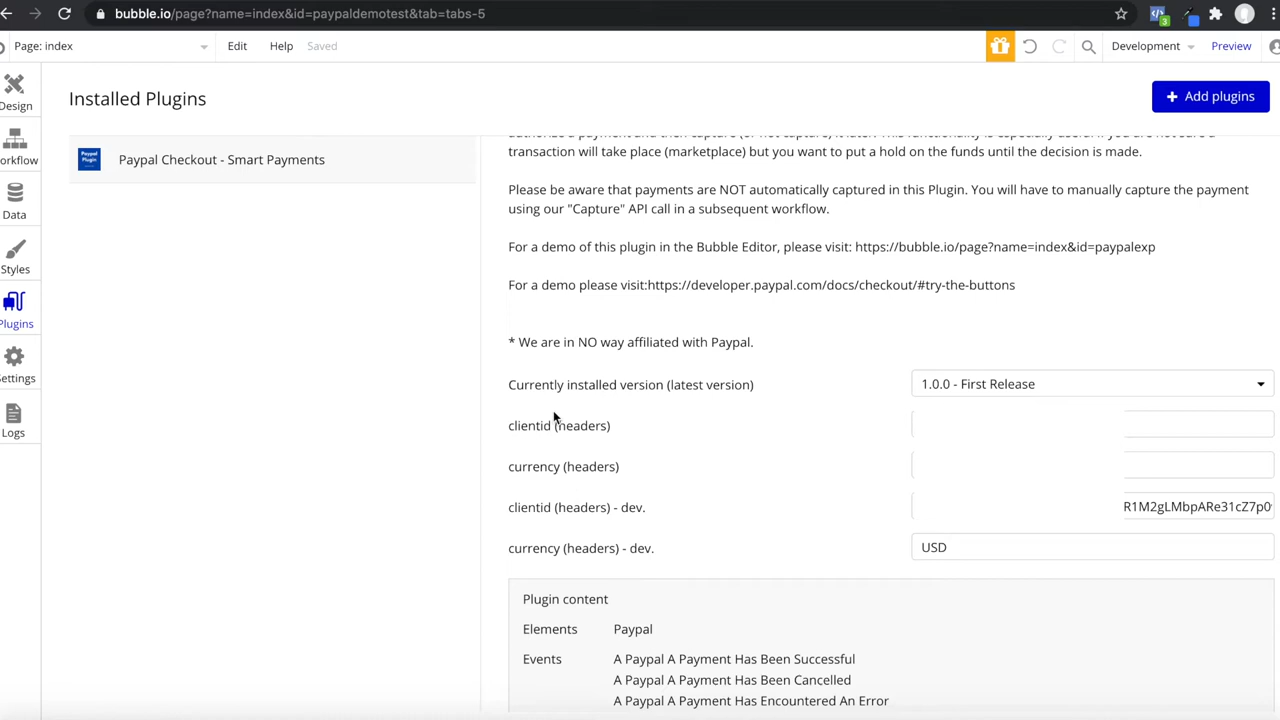 bubble.io/page?name=index&id=paypaldemotest&tab=tabs-5
3
Page: index
Edit
Help
Saved
Development
Preview
Design
orkflow
Data
Styles
Plugins
Settings
Logs
Installed Plugins
+ Add plugins
Paypal Plugin
Paypal Checkout - Smart Payments
transaction will take place (marketplace) but you want to put a hold on the funds until the decision is made.
Please be aware that payments are NOT automatically captured in this Plugin. You will have to manually capture the payment
using our "Capture" API call in a subsequent workflow.
For a demo of this plugin in the Bubble Editor, please visit: https://bubble.io/page?name=index&id=paypalexp
For a demo please visit:https://developer.paypal.com/docs/checkout/#try-the-buttons
* We are in NO way affiliated with Paypal.
Currently installed version (latest version)
1.0.0 - First Release
clientid (headers)
currency (headers)
clientid (headers) - dev.
R1M2gLMbpARe31cZ7p0
currency (headers) - dev.
USD
Plugin content
Elements
Paypal
Events
A Paypal A Payment Has Been Successful
A Paypal A Payment Has Been Cancelled
A Paypal A Payment Has Encountered An Error